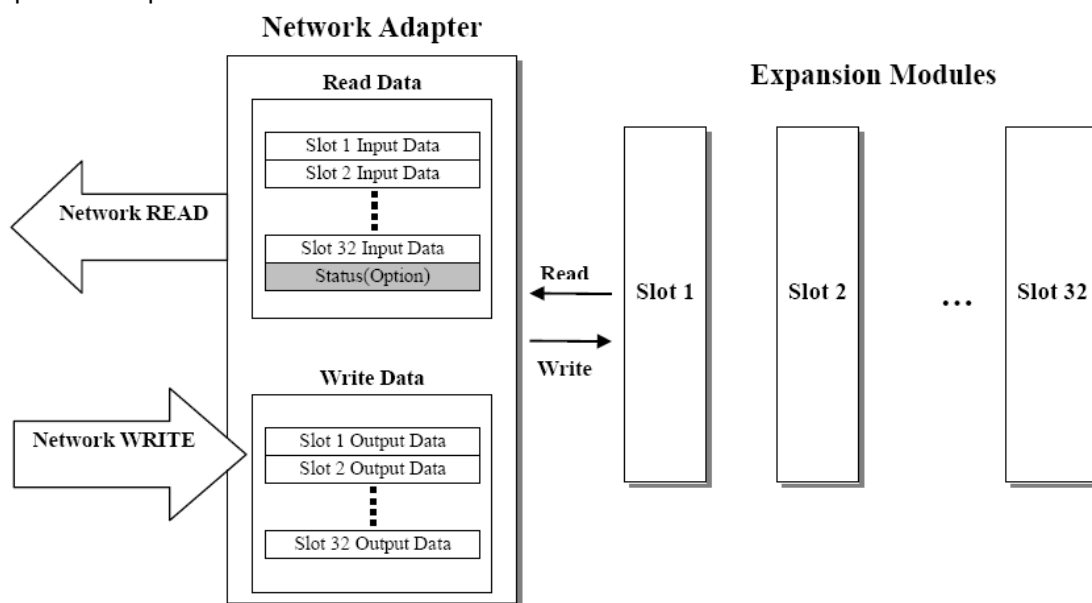 Network Adapter
Read Data
Slot 1 Input Data
Slot 2 Input Data
Slot 32 Input Data
Status(Option)
Network READ
Write Data
Slot 1 Output Data
Slot 2 Output Data
Slot 32 Output Data
Network WRITE
Read
Write
Expansion Modules
Slot 1
Slot 2
...
Slot 32